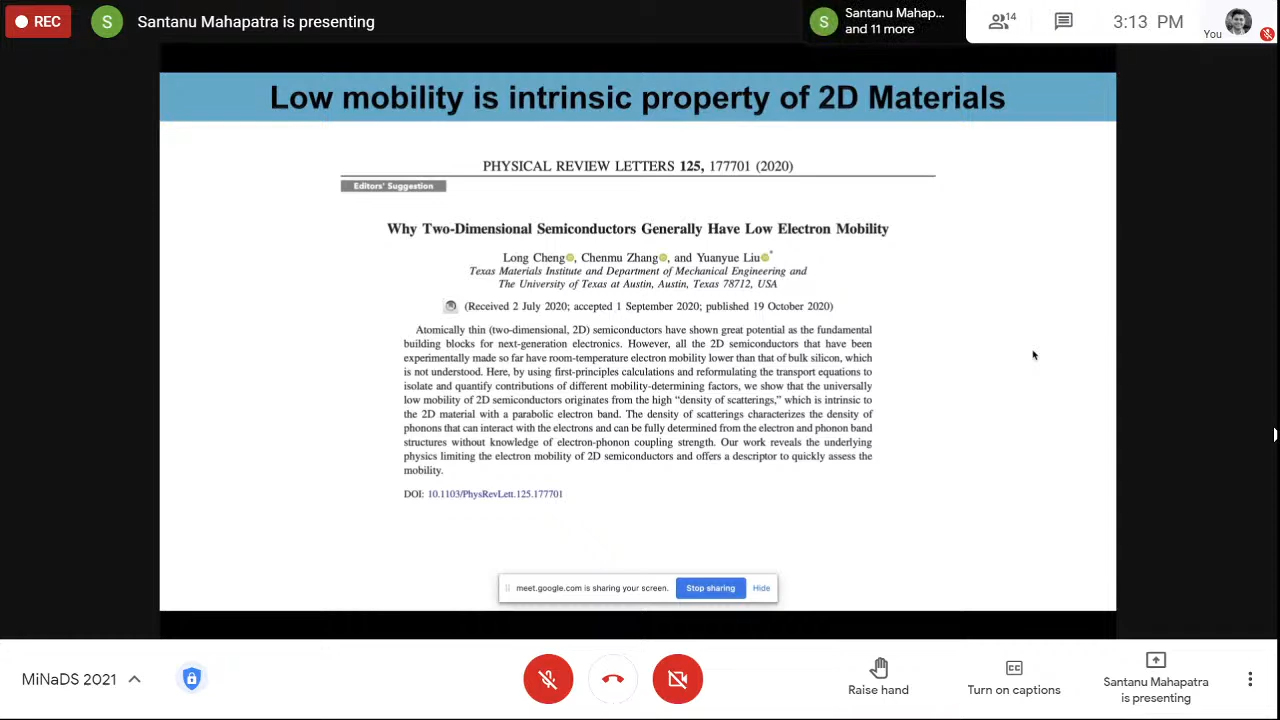 REC
S
Santanu Mahapatra is presenting
S
Santanu Mahap...
and 11 more
14
3:13 PM
You
Low mobility is intrinsic property of 2D Materials
PHYSICAL REVIEW LETTERS 125, 177701 (2020)
Editors' Suggestion
Why Two-Dimensional Semiconductors Generally Have Low Electron Mobility
Long Cheng, Chenmu Zhang, and Yuanyue Liu*
Texas Materials Institute and Department of Mechanical Engineering and
The University of Texas at Austin, Austin, Texas 78712, USA
(Received 2 July 2020; accepted 1 September 2020; published 19 October 2020)
Atomically thin (two-dimensional, 2D) semiconductors have shown great potential as the fundamental
building blocks for next-generation electronics. However, all the 2D semiconductors that have been
experimentally made so far have room-temperature electron mobility lower than that of bulk silicon, which
is not understood. Here, by using first-principles calculations and reformulating the transport equations to
isolate and quantify contributions of different mobility-determining factors, we show that the universally
low mobility of 2D semiconductors originates from the high “density of scatterings,” which is intrinsic to
the 2D material with a parabolic electron band. The density of scatterings characterizes the density of
phonons that can interact with the electrons and can be fully determined from the electron and phonon band
structures without knowledge of electron-phonon coupling strength. Our work reveals the underlying
physics limiting the electron mobility of 2D semiconductors and offers a descriptor to quickly assess the
mobility.
DOI: 10.1103/PhysRevLett.125.177701
meet.google.com is sharing your screen.
Stop sharing
Hide
MiNaDS 2021
Raise hand
CC
Turn on captions
Santanu Mahapatra
is presenting